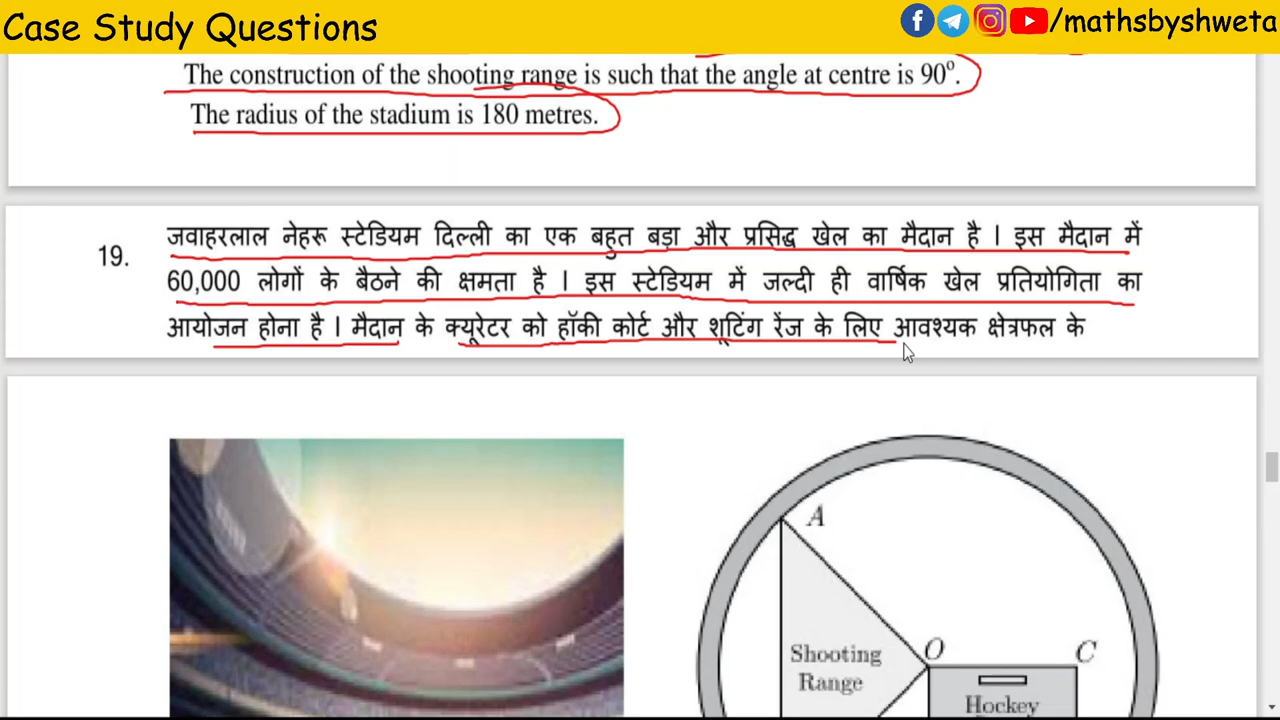 Case Study Questions
/mathsbyshweta
The construction of the shooting range is such that the angle at centre is 90º.
The radius of the stadium is 180 metres.
19.
जवाहरलाल नेहरू स्टेडियम दिल्ली का एक बहुत बड़ा और प्रसिद्ध खेल का मैदान है । इस मैदान में
60,000 लोगों के बैठने की क्षमता है । इस स्टेडियम में जल्दी ही वार्षिक खेल प्रतियोगिता का
आयोजन होना है । मैदान के क्यूरेटर को हॉकी कोर्ट और शूटिंग रेंज के लिए आवश्यक क्षेत्रफल के
A
O
C
Shooting
Range
Hockey